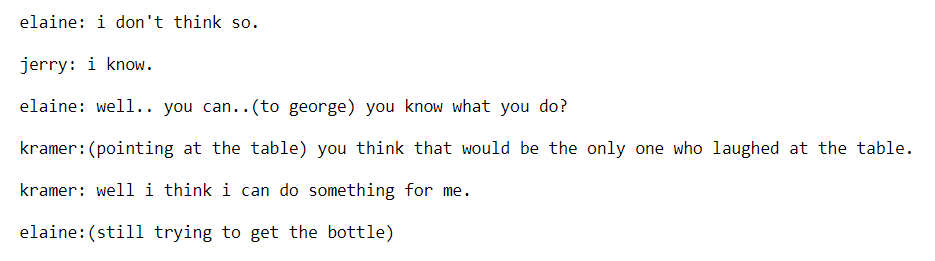 elaine: i don't think so.
jerry: i know.
elaine: well.. you can..(to george) you know what you do?
kramer:(pointing at the table) you think that would be the only one who laughed at the table.
kramer: well i think i can do something for me.
elaine:(still trying to get the bottle)